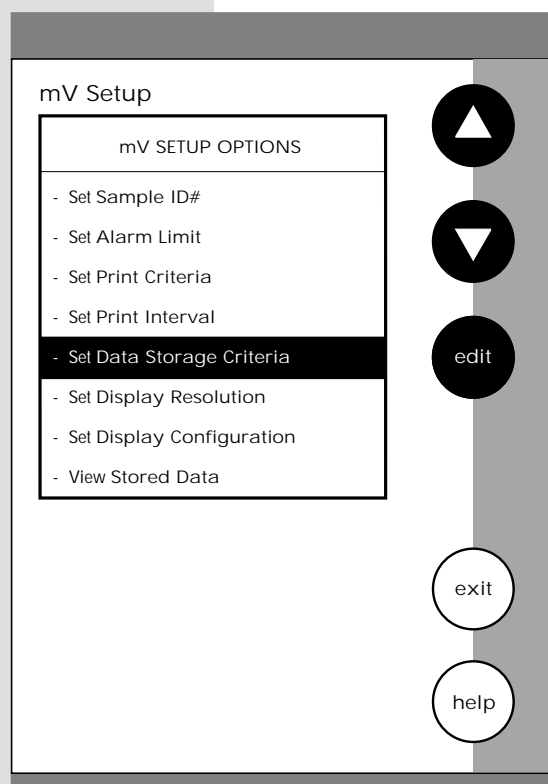 mV Setup
mV SETUP OPTIONS
- Set Sample ID#
- Set Alarm Limit
- Set Print Criteria
- Set Print Interval
- Set Data Storage Criteria
- Set Display Resolution
- Set Display Configuration
- View Stored Data
edit
exit
help